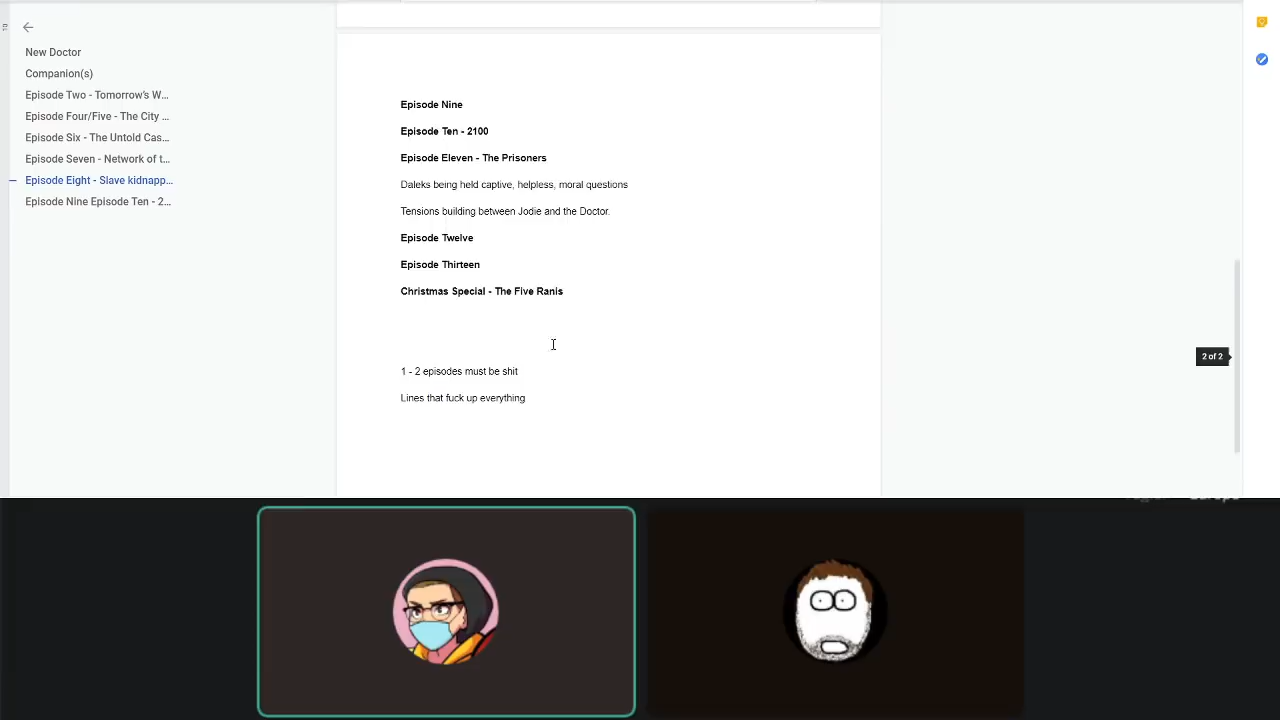 New Doctor
Companion(s)
Episode Two - Tomorrow's W...
Episode Four/Five - The City ...
Episode Six - The Untold Cas...
Episode Seven - Network of t...
Episode Eight - Slave kidnapp...
Episode Nine Episode Ten - 2...
Episode Nine
Episode Ten - 2100
Episode Eleven - The Prisoners
Daleks being held captive, helpless, moral questions
Tensions building between Jodie and the Doctor.
Episode Twelve
Episode Thirteen
Christmas Special - The Five Ranis
1 - 2 episodes must be shit
Lines that fuck up everything
2 of 2